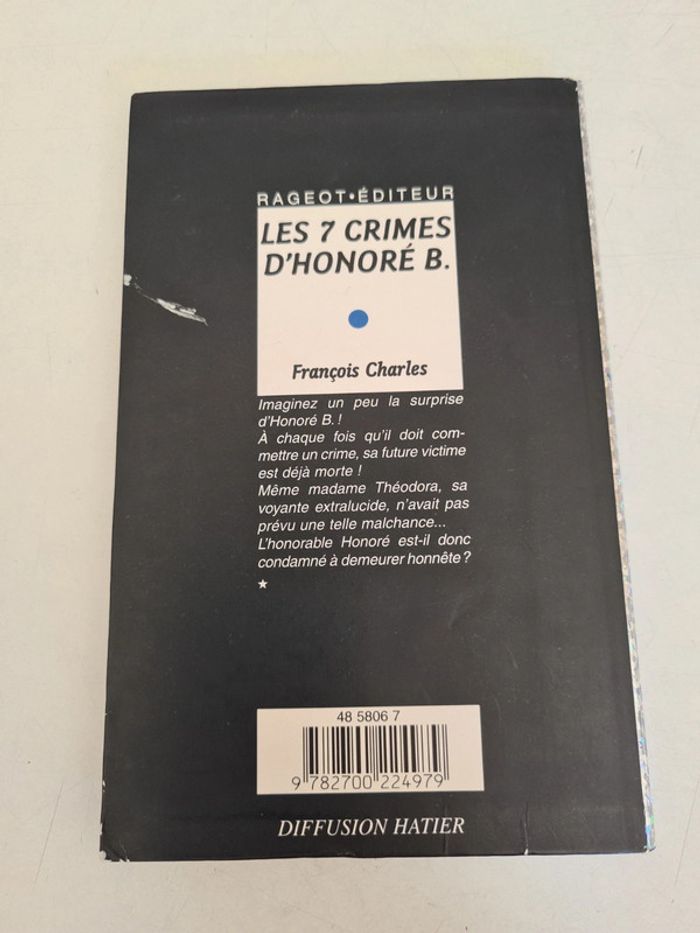 RAGEOT•ÉDITEUR
LES 7 CRIMES
D'HONORÉ B.
François Charles
Imaginez un peu la surprise
d'Honoré B. !
À chaque fois qu'il doit com-
mettre un crime, sa future victime
est déjà morte !
Même madame Théodora, sa
voyante extralucide, n'avait pas
prévu une telle malchance...
L'honorable Honoré est-il donc
condamné à demeurer honnête ?
★
48 5806 7
9 782700 224979
DIFFUSION HATIER